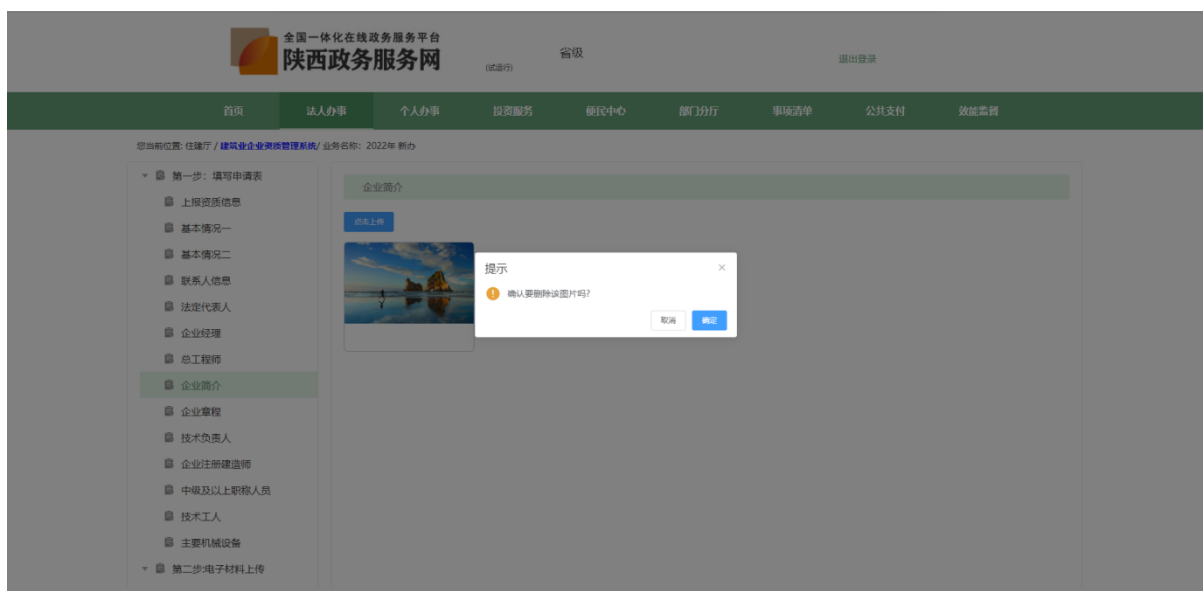 全国一体化在线政务服务平台
陕西政务服务网
(试运行)
省级
退出登录
首页 法人办事 个人办事 投资服务 便民中心 部门分厅 事项清单 公共支付 效能监督
您当前位置: 住建厅 / 建筑业企业资质管理系统/ 业务名称: 2022年 新办
第一步: 填写申请表
上报资质信息
基本情况一
基本情况二
联系人信息
法定代表人
企业经理
总工程师
企业简介
企业章程
技术负责人
企业注册建造师
中级及以上职称人员
技术工人
主要机械设备
第二步:电子材料上传
企业简介
点击上传
提示
确认要删除该图片吗?
取消 确定